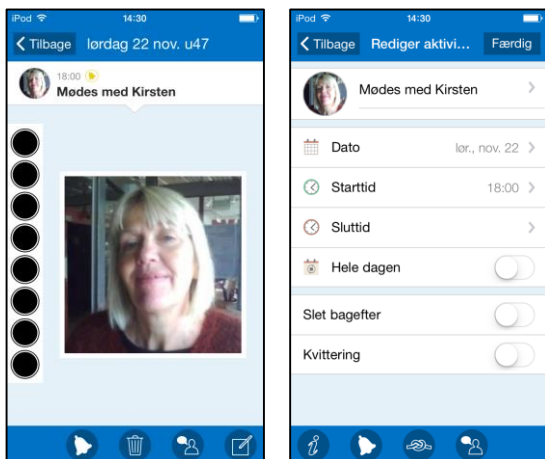 iPod 14:30
Tilbage lørdag 22 nov. u47
18:00
Mødes med Kirsten
iPod 14:30
Tilbage Rediger aktivi... Færdig
Mødes med Kirsten
Dato lør., nov. 22
Starttid 18:00
Sluttid
Hele dagen
Slet bagefter
Kvittering